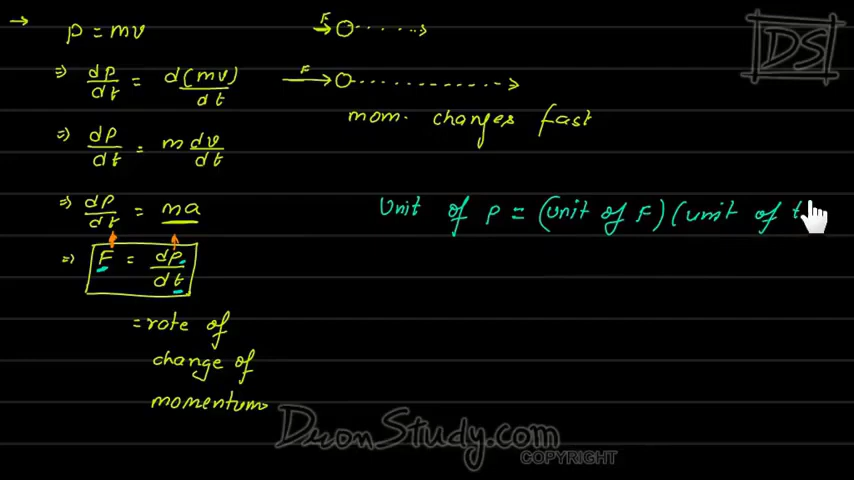 → p = mv
F
⇒ dp/dt = d(mv)/dt
F
mom. changes fast
⇒ dp/dt = m dv/dt
⇒ dp/dt = ma
Unit of p = (unit of F) (unit of t
⇒ F = dp/dt
= rate of
change of
momentum
DS
DronStudy.com
COPYRIGHT